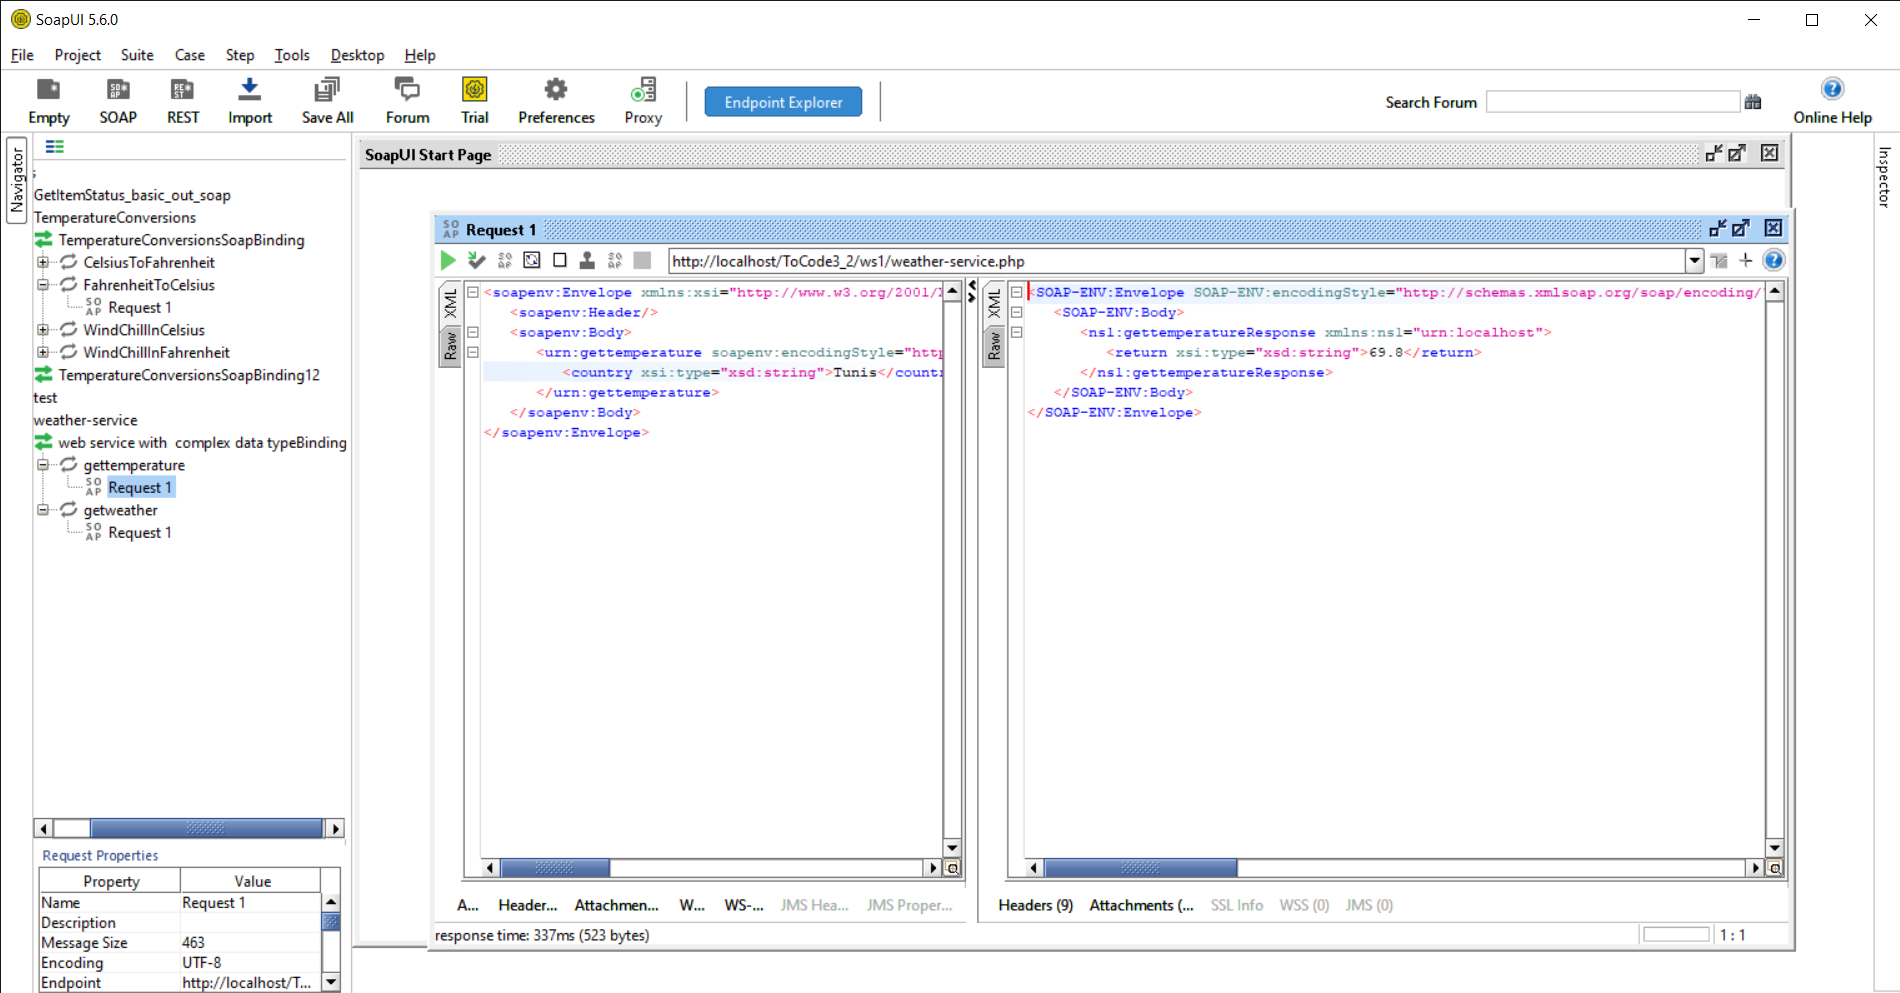 SoapUI 5.6.0
File Project Suite Case Step Tools Desktop Help
Empty SOAP REST Import Save All Forum Trial Preferences Proxy Endpoint Explorer Search Forum Online Help
Navigator
Inspector
GetItemStatus_basic_out_soap
TemperatureConversions
TemperatureConversionsSoapBinding
CelsiusToFahrenheit
FahrenheitToCelsius
SOAP Request 1
WindChillInCelsius
WindChillInFahrenheit
TemperatureConversionsSoapBinding12
test
weather-service
web service with complex data typeBinding
gettemperature
SOAP Request 1
getweather
SOAP Request 1
Request Properties
Property Value
Name Request 1
Description
Message Size 463
Encoding UTF-8
Endpoint http://localhost/T...
SoapUI Start Page
SOAP Request 1
http://localhost/ToCode3_2/ws1/weather-service.php
XML
Raw
<soapenv:Envelope xmlns:xsi="http://www.w3.org/2001/
<soapenv:Header/>
<soapenv:Body>
<urn:gettemperature soapenv:encodingStyle="http
<country xsi:type="xsd:string">Tunis</countr
</urn:gettemperature>
</soapenv:Body>
</soapenv:Envelope>
A... Header... Attachmen... W... WS-... JMS Hea... JMS Proper...
XML
Raw
<SOAP-ENV:Envelope SOAP-ENV:encodingStyle="http://schemas.xmlsoap.org/soap/encoding/"
<SOAP-ENV:Body>
<ns1:gettemperatureResponse xmlns:ns1="urn:localhost">
<return xsi:type="xsd:string">69.8</return>
</ns1:gettemperatureResponse>
</SOAP-ENV:Body>
</SOAP-ENV:Envelope>
Headers (9) Attachments (... SSL Info WSS (0) JMS (0)
response time: 337ms (523 bytes)
1 : 1